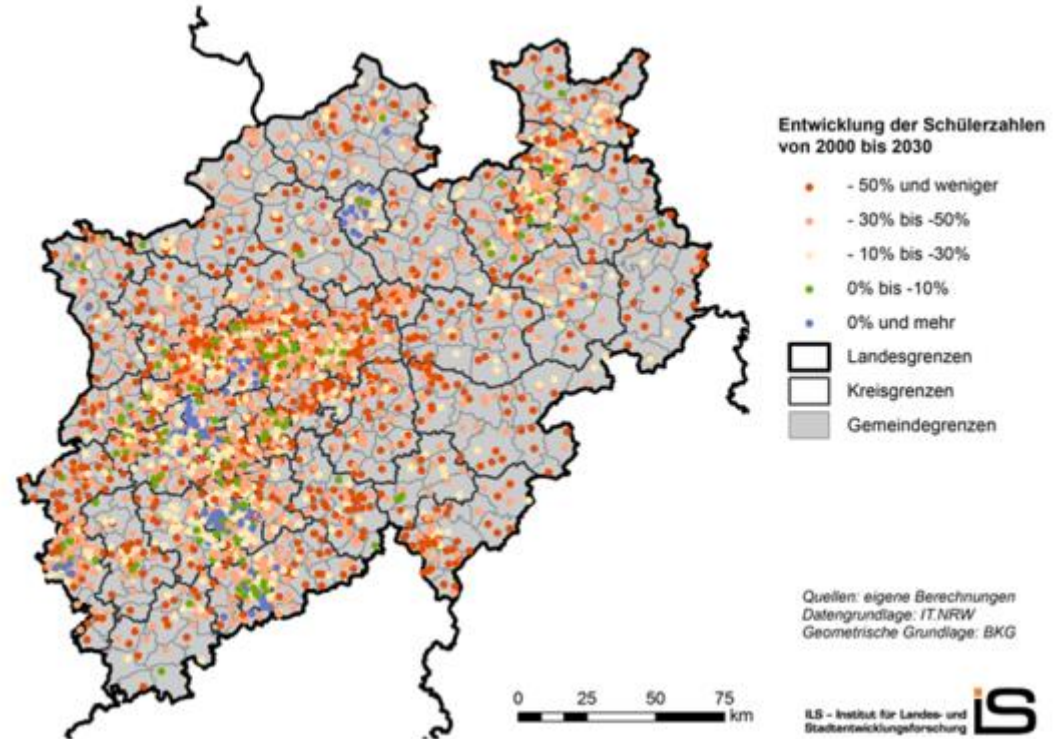 Entwicklung der Schülerzahlen
von 2000 bis 2030
- 50% und weniger
- 30% bis -50%
- 10% bis -30%
0% bis -10%
0% und mehr
Landesgrenzen
Kreisgrenzen
Gemeindegrenzen
Quellen: eigene Berechnungen
Datengrundlage: IT.NRW
Geometrische Grundlage: BKG
0 25 50 75
km
ILS - Institut für Landes- und
Stadtentwicklungsforschung
iLS